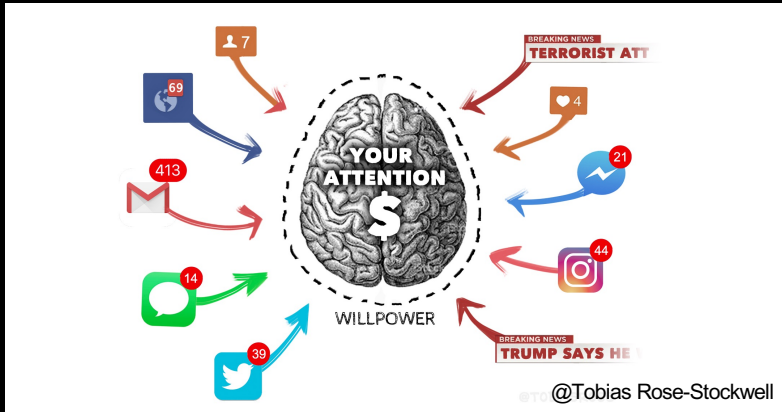 7
BREAKING NEWS
TERRORIST ATT
69
4
YOUR
ATTENTION
$
413
21
44
14
WILLPOWER
39
BREAKING NEWS
TRUMP SAYS HE
@Tobias Rose-Stockwell